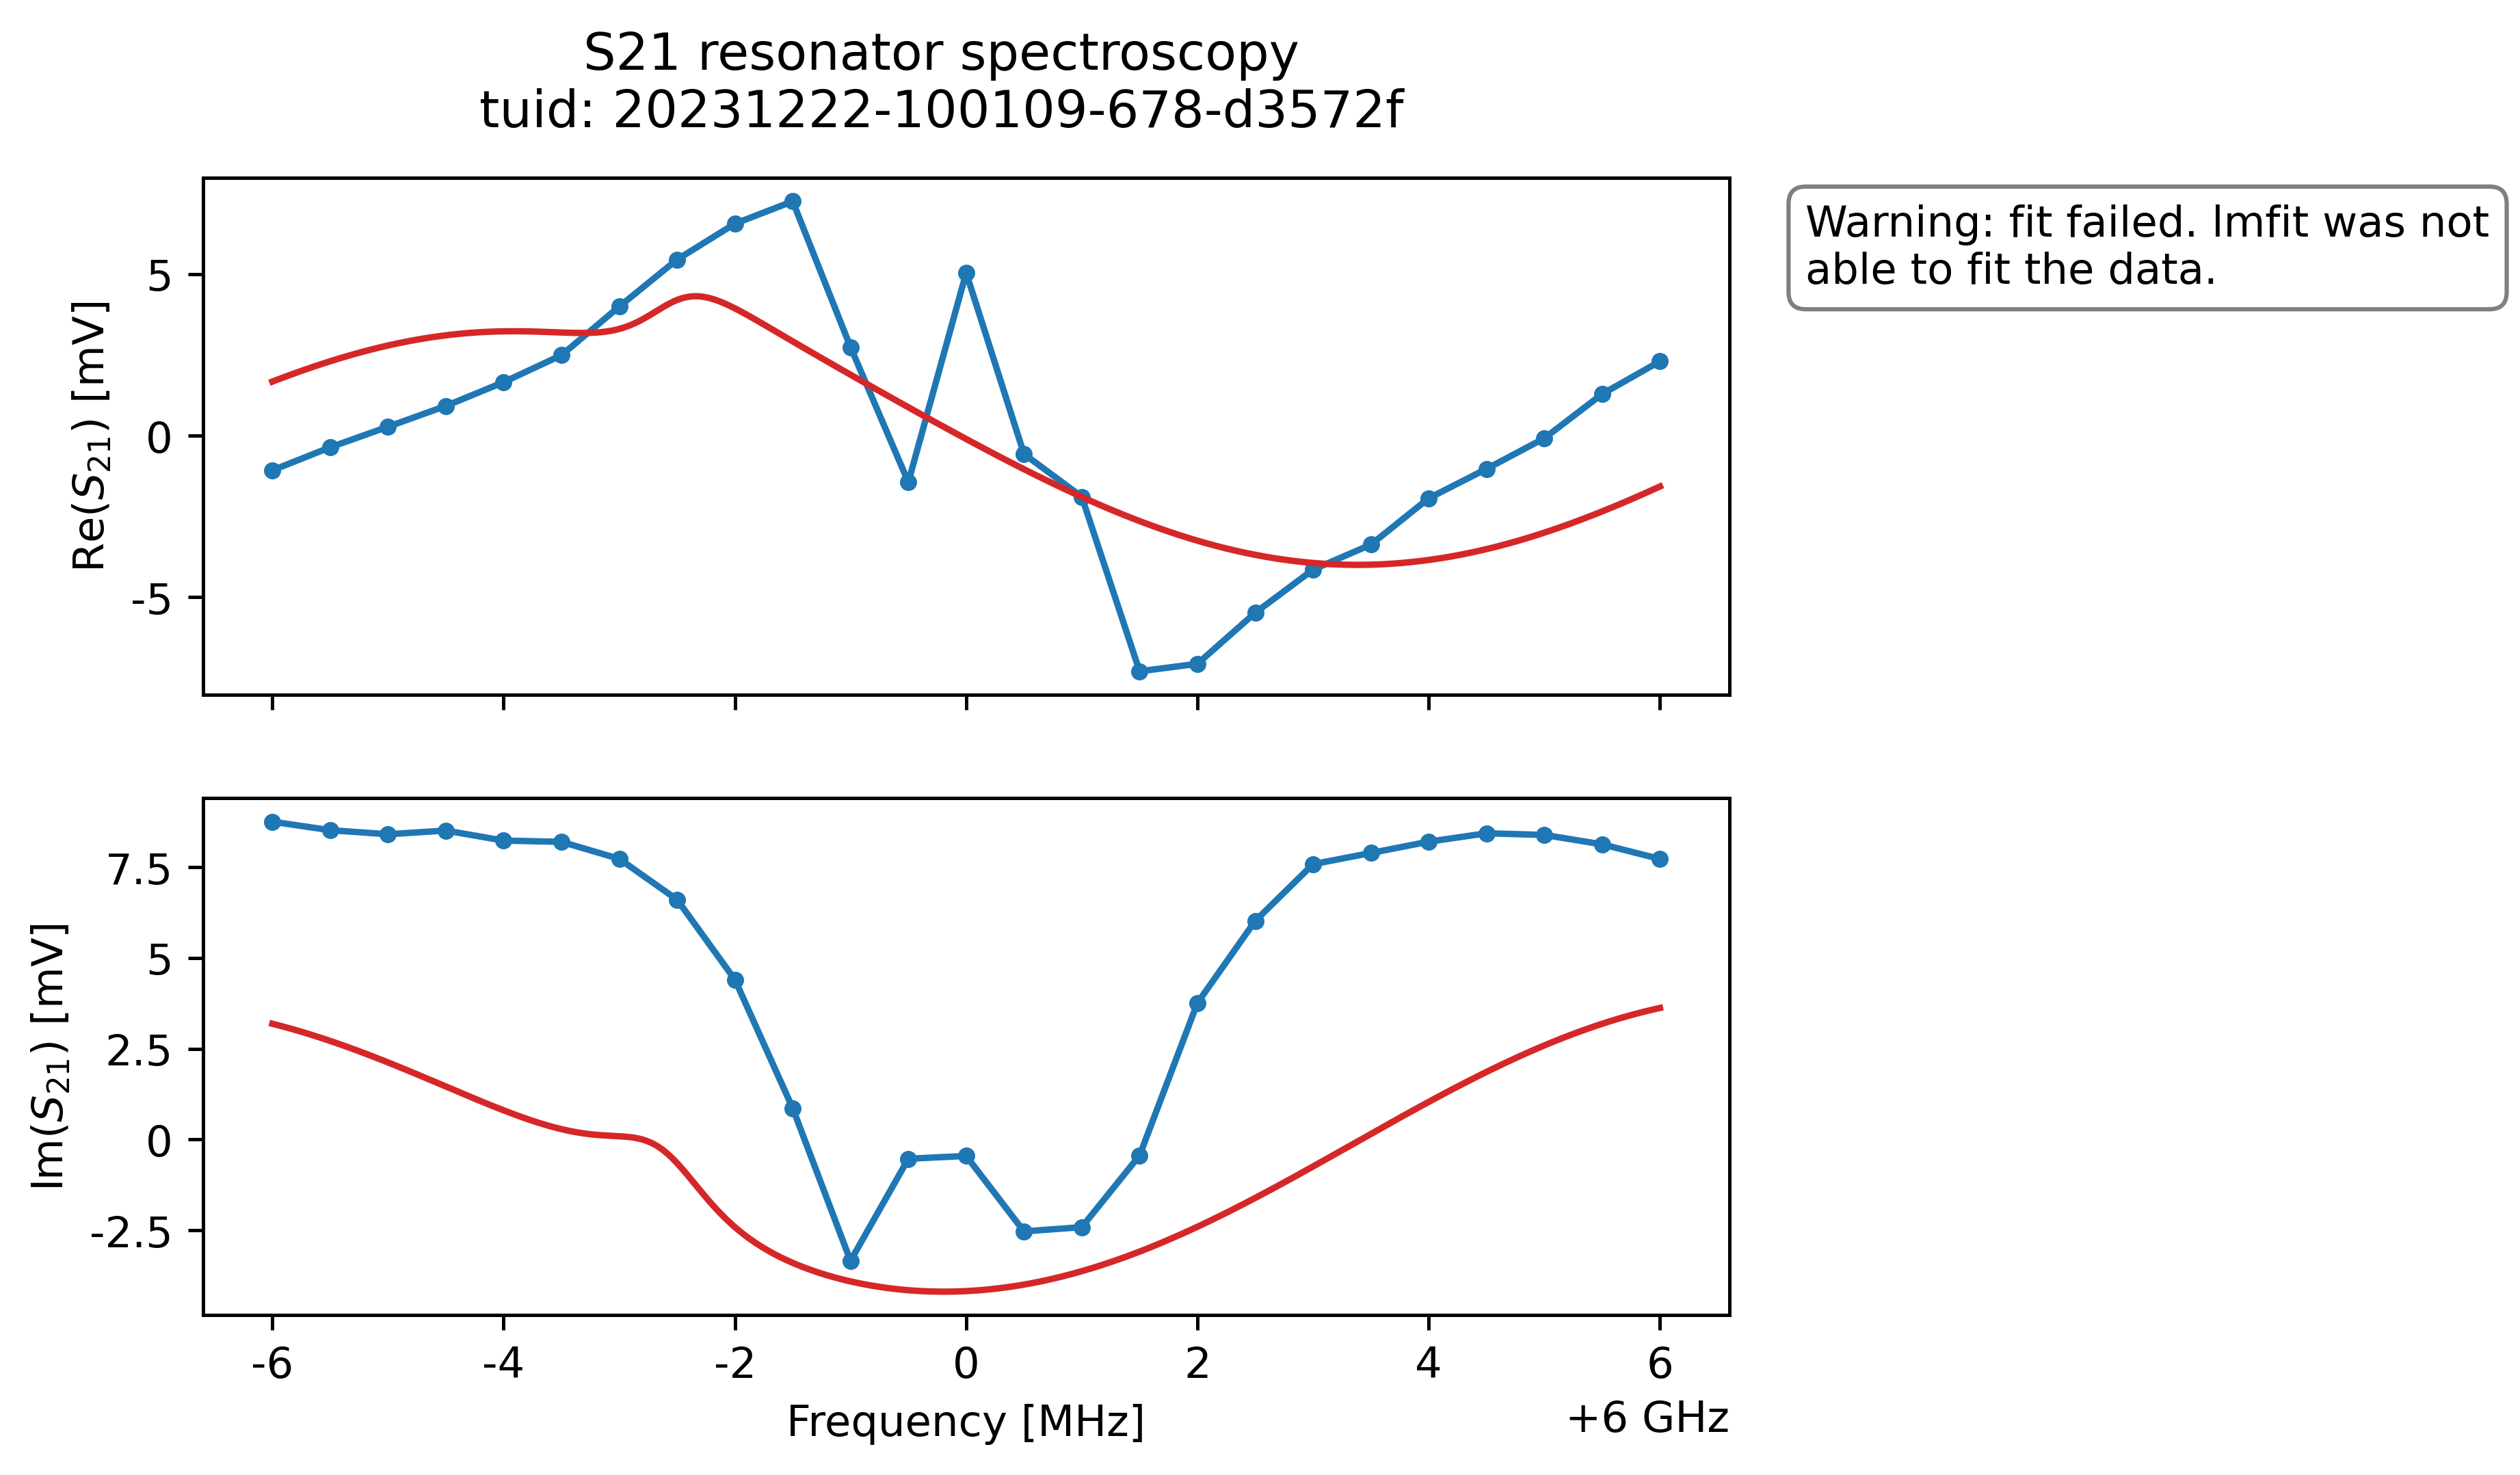 S21 resonator spectroscopy
tuid: 20231222-100109-678-d3572f
Warning: fit failed. lmfit was not
able to fit the data.
Re(S21) [mV]
5
0
-5
Im(S21) [mV]
7.5
5
2.5
0
-2.5
-6 -4 -2 0 2 4 6
Frequency [MHz]
+6 GHz